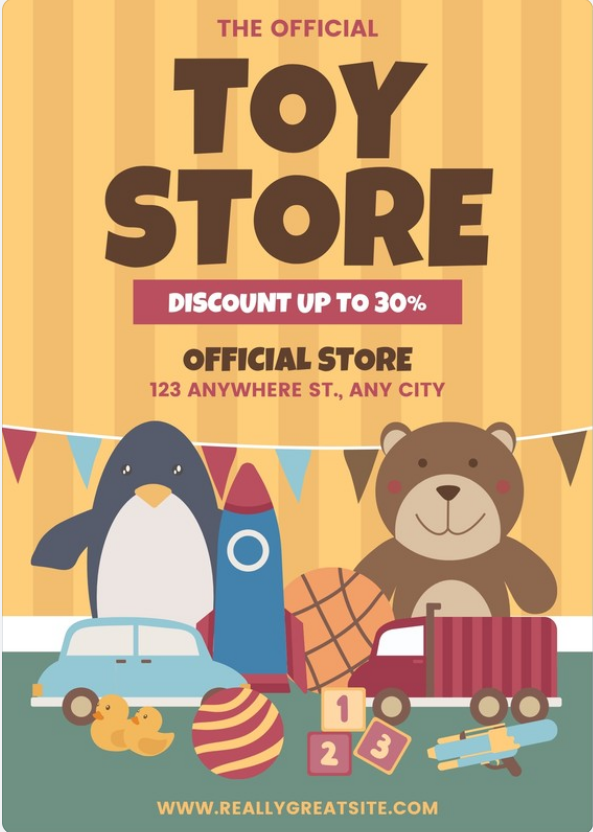 THE OFFICIAL
TOY
STORE
DISCOUNT UP TO 30%
OFFICIAL STORE
123 ANYWHERE ST., ANY CITY
1
2 3
WWW.REALLYGREATSITE.COM